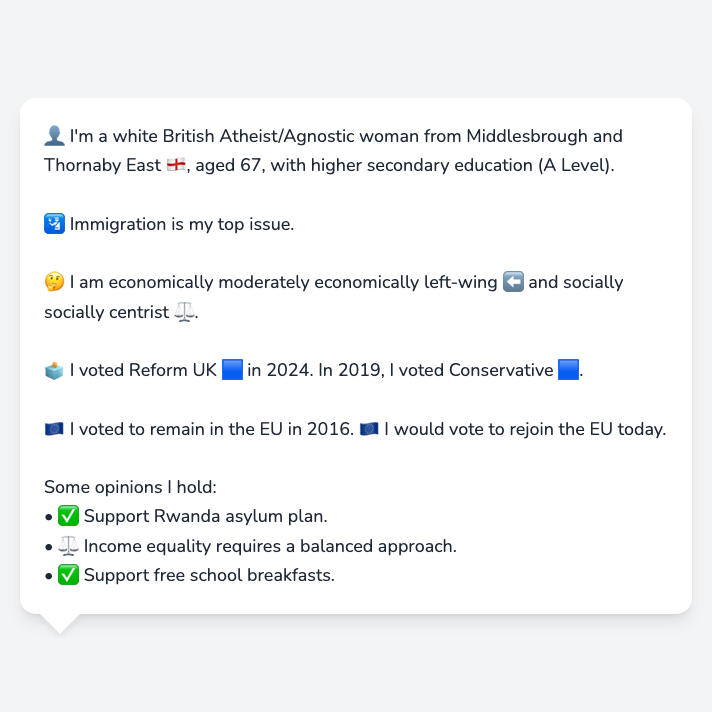 👤 I'm a white British Atheist/Agnostic woman from Middlesbrough and
Thornaby East 🏴󠁧󠁢󠁥󠁮󠁧󠁿, aged 67, with higher secondary education (A Level).
🛂 Immigration is my top issue.
🤔 I am economically moderately economically left-wing ⬅️ and socially
socially centrist ⚖️.
🗳️ I voted Reform UK 🟦 in 2024. In 2019, I voted Conservative 🟦.
🇪🇺 I voted to remain in the EU in 2016. 🇪🇺 I would vote to rejoin the EU today.
Some opinions I hold:
• ✅ Support Rwanda asylum plan.
• ⚖️ Income equality requires a balanced approach.
• ✅ Support free school breakfasts.